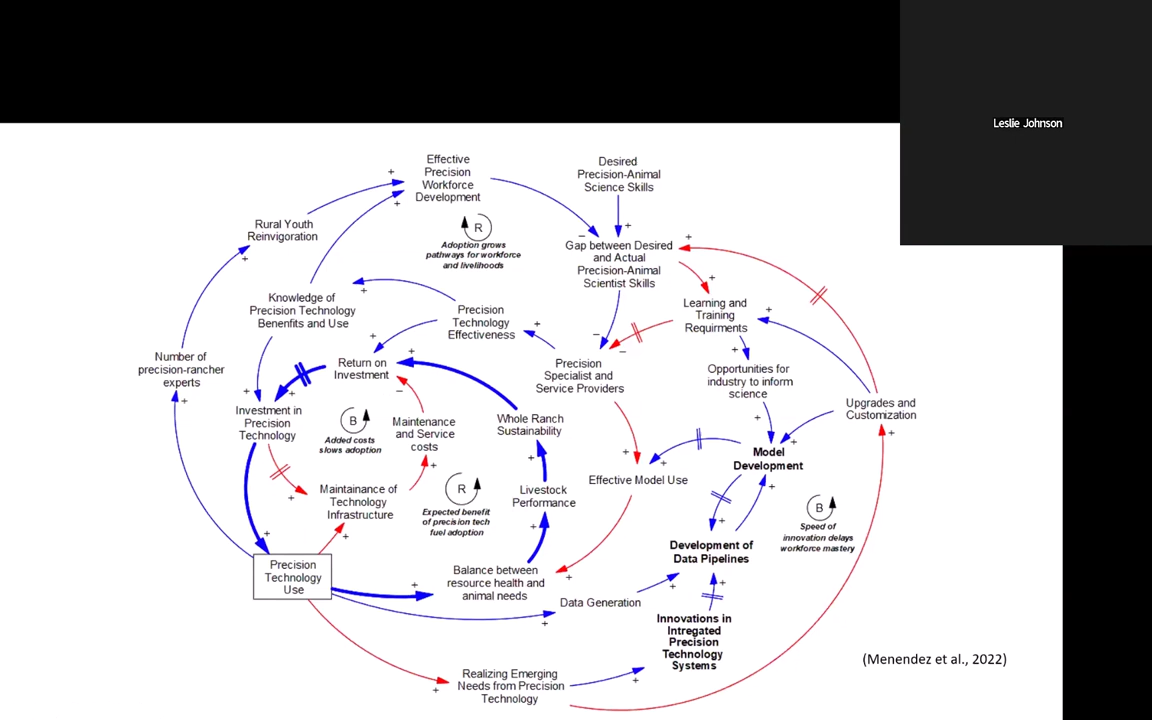 Leslie Johnson
Effective
Precision
Workforce
Development
Desired
Precision-Animal
Science Skills
Rural Youth
Reinvigoration
R
Adoption grows
pathways for workforce
and livelihoods
Gap between Desired
and Actual
Precision-Animal
Scientist Skills
Knowledge of
Precision Technology
Benefits and Use
Precision
Technology
Effectiveness
Learning and
Training
Requirments
Number of
precision-rancher
experts
Return on
Investment
Precision
Specialist and
Service Providers
Opportunities for
industry to inform
science
Upgrades and
Customization
Investment in
Precision
Technology
B
Added costs
slows adoption
Maintenance
and Service
costs
Whole Ranch
Sustainability
Model
Development
Effective Model Use
Maintainance of
Technology
Infrastructure
R
Expected benefit
of precision tech
fuel adoption
Livestock
Performance
B
Speed of
innovation delays
workforce mastery
Development of
Data Pipelines
Precision
Technology
Use
Balance between
resource health and
animal needs
Data Generation
Innovations in
Intregated
Precision
Technology
Systems
(Menendez et al., 2022)
Realizing Emerging
Needs from Precision
Technology